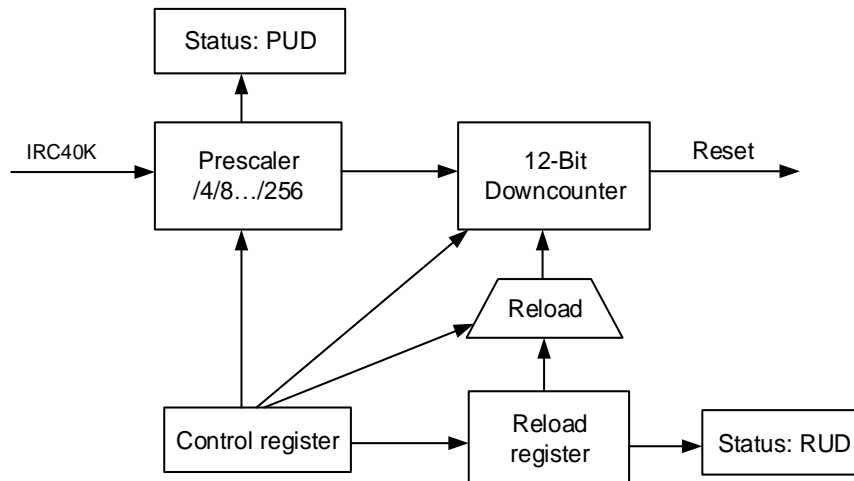 Status: PUD
IRC40K
Prescaler
/4/8…/256
12-Bit
Downcounter
Reset
Reload
Control register
Reload
register
Status: RUD